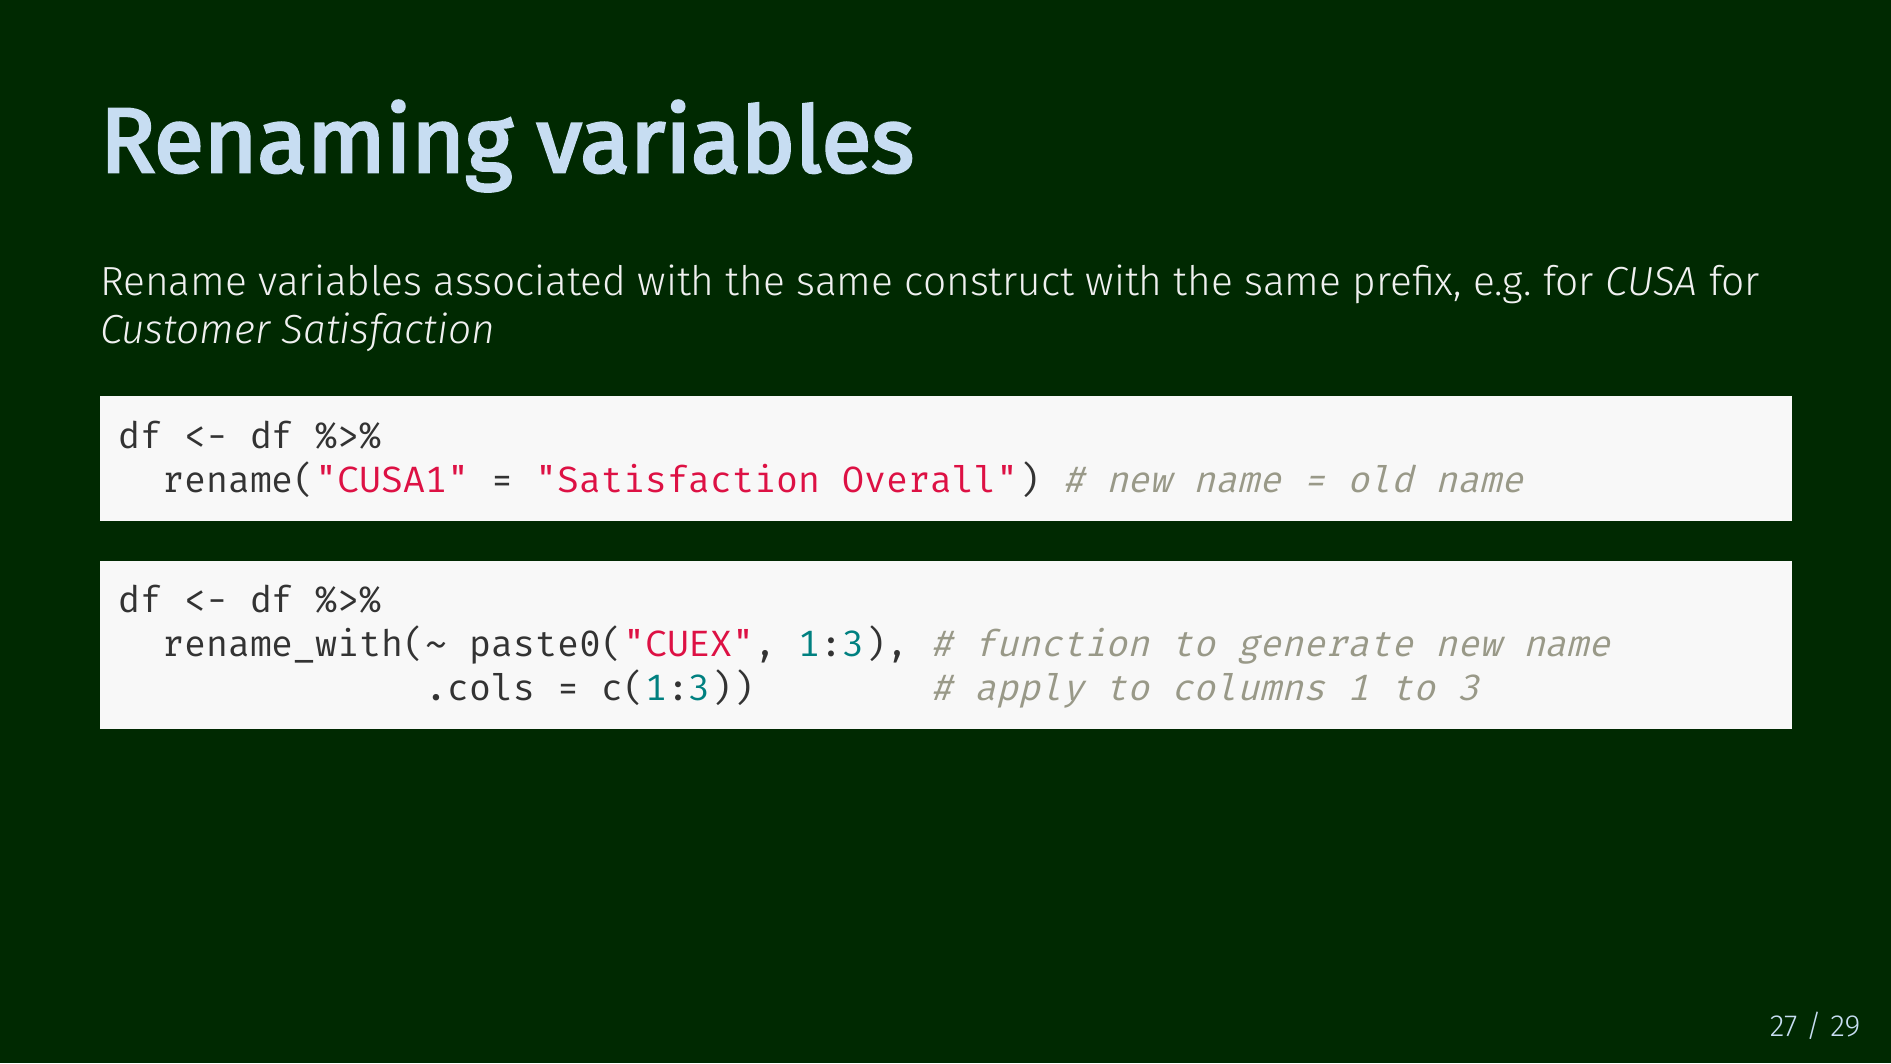 Renaming variables
Rename variables associated with the same construct with the same prefix, e.g. for CUSA for
Customer Satisfaction
df <- df %>%
  rename("CUSA1" = "Satisfaction Overall") # new name = old name
df <- df %>%
  rename_with(~ paste0("CUEX", 1:3), # function to generate new name
              .cols = c(1:3))        # apply to columns 1 to 3
27 / 29